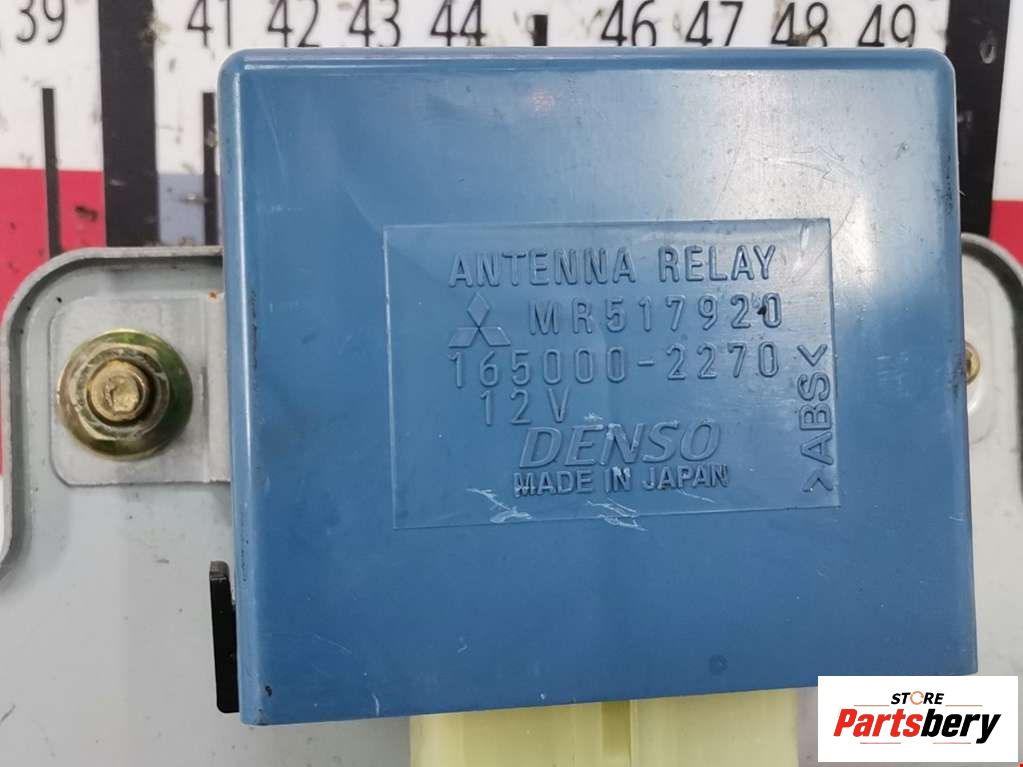 39 41 42 43 44 46 47 48 49
ANTENNA RELAY
MR517920
165000-2270
12V
DENSO
MADE IN JAPAN
>ABS<
STORE
Partsbery